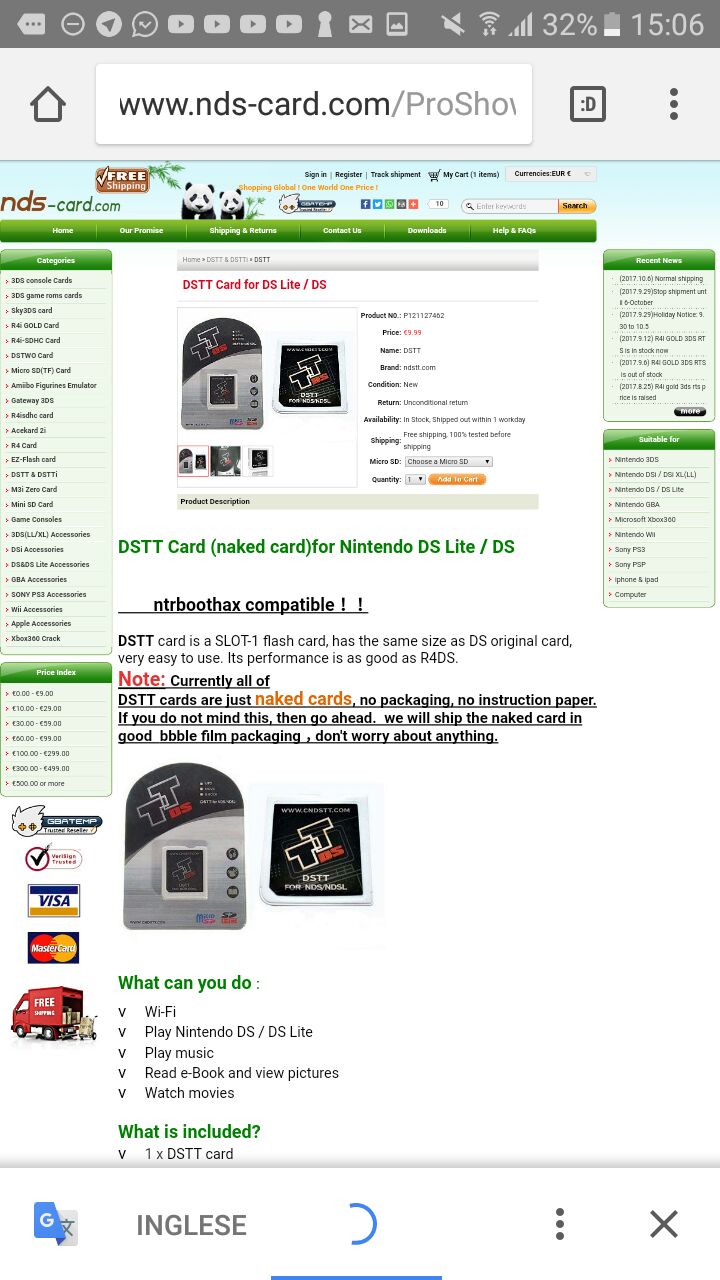 32% 15:06
www.nds-card.com/ProShov
:D
FREE
Shipping
nds-card.com
Sign in | Register | Track shipment My Cart (1 items) Currencies:EUR €
Shopping Global ! One World One Price !
GBATEMP
Trusted Reseller
10
Enter keywords Search
Home Our Promise Shipping & Returns Contact Us Downloads Help & FAQs
Categories
3DS console Cards
3DS game roms cards
Sky3DS card
R4i GOLD Card
R4i-SDHC Card
DSTWO Card
Micro SD(TF) Card
Amiibo Figurines Emulator
Gateway 3DS
R4isdhc card
Acekard 2i
R4 Card
EZ-Flash card
DSTT & DSTTi
M3i Zero Card
Mini SD Card
Game Consoles
3DS(LL/XL) Accessories
DSi Accessories
DS&DS Lite Accessories
GBA Accessories
SONY PS3 Accessories
Wii Accessories
Apple Accessories
Xbox360 Crack
Price Index
€0.00 - €9.00
€10.00 - €29.00
€30.00 - €59.00
€60.00 - €99.00
€100.00 - €299.00
€300.00 - €499.00
€500.00 or more
GBATEMP
Trusted Reseller
VeriSign
Trusted
VISA
MasterCard
FREE
SHIPPING
Home » DSTT & DSTTi » DSTT
DSTT Card for DS Lite / DS
Product NO.: P121127462
Price: €9.99
Name: DSTT
Brand: ndstt.com
Condition: New
Return: Unconditional return
Availability: In Stock, Shipped out within 1 workday
Shipping: Free shipping, 100% tested before
shipping
Micro SD: Choose a Micro SD
Quantity: 1 Add To Cart
Product Description
DSTT Card (naked card)for Nintendo DS Lite / DS
ntrboothax compatible！！
DSTT card is a SLOT-1 flash card, has the same size as DS original card,
very easy to use. Its performance is as good as R4DS.
Note: Currently all of
DSTT cards are just naked cards, no packaging, no instruction paper.
If you do not mind this, then go ahead. we will ship the naked card in
good bbble film packaging，don't worry about anything.
WWW.CNDSTT.COM
TT DS
DSTT
FOR NDS/NDSL
What can you do :
v Wi-Fi
v Play Nintendo DS / DS Lite
v Play music
v Read e-Book and view pictures
v Watch movies
What is included?
v 1 x DSTT card
Recent News
(2017.10.6) Normal shipping
(2017.9.29)Stop shipment unt
il 6-October
(2017.9.29)Holiday Notice: 9.
30 to 10.5
(2017.9.12) R4I GOLD 3DS RT
S is in stock now
(2017.9.6) R4I GOLD 3DS RTS
is out of stock
(2017.8.25) R4i gold 3ds rts p
rice is raised
more
Suitable for
Nintendo 3DS
Nintendo DSi / DSi XL(LL)
Nintendo DS / DS Lite
Nintendo GBA
Microsoft Xbox360
Nintendo Wii
Sony PS3
Sony PSP
iphone & ipad
Computer
INGLESE